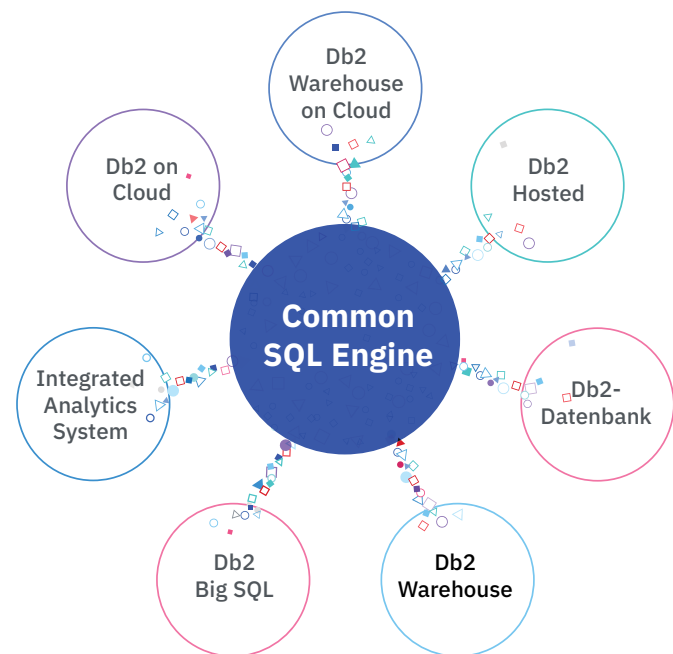 Db2
Warehouse
on Cloud
Db2 on
Cloud
Db2
Hosted
Common
SQL Engine
Integrated
Analytics
System
Db2-
Datenbank
Db2
Big SQL
Db2
Warehouse